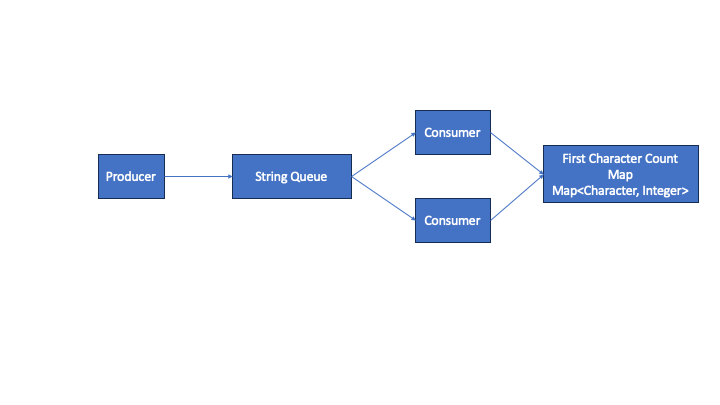 Producer
String Queue
Consumer
Consumer
First Character Count
Map
Map<Character, Integer>